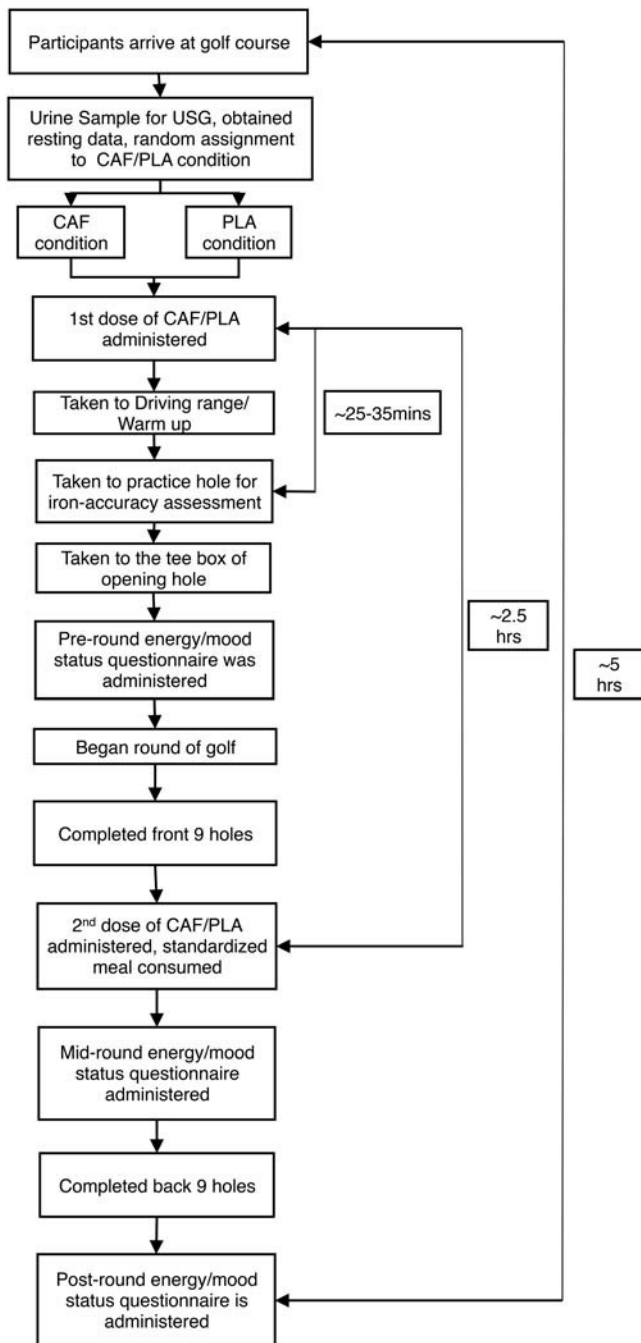 Participants arrive at golf course
Urine Sample for USG, obtained
resting data, random assignment
to CAF/PLA condition
CAF
condition
PLA
condition
1st dose of CAF/PLA
administered
~25-35mins
Taken to Driving range/
Warm up
Taken to practice hole for
iron-accuracy assessment
Taken to the tee box of
opening hole
~2.5
hrs
~5
hrs
Pre-round energy/mood
status questionnaire was
administered
Began round of golf
Completed front 9 holes
2nd dose of CAF/PLA
administered, standardized
meal consumed
Mid-round energy/mood
status questionnaire
administered
Completed back 9 holes
Post-round energy/mood
status questionnaire is
administered